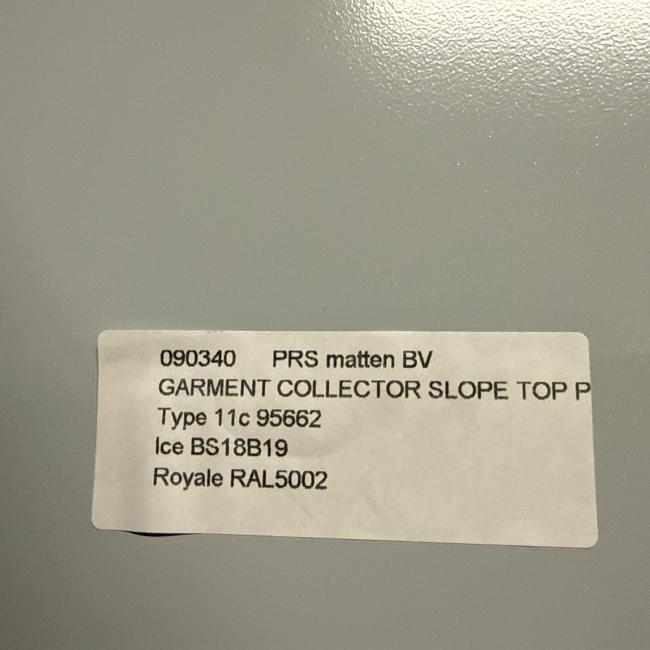 090340 PRS matten BV
GARMENT COLLECTOR SLOPE TOP P
Type 11c 95662
Ice BS18B19
Royale RAL5002